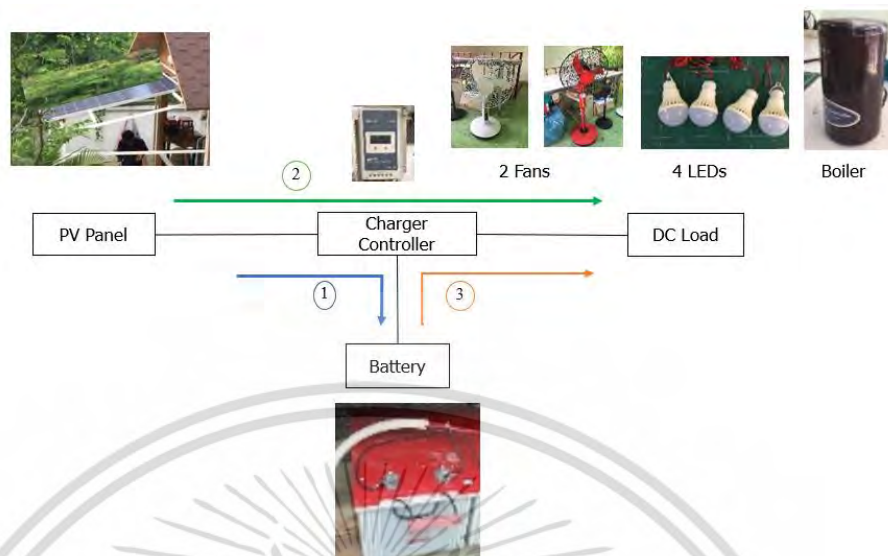 2 Fans
4 LEDs
Boiler
2
PV Panel
Charger
Controller
DC Load
1
3
Battery